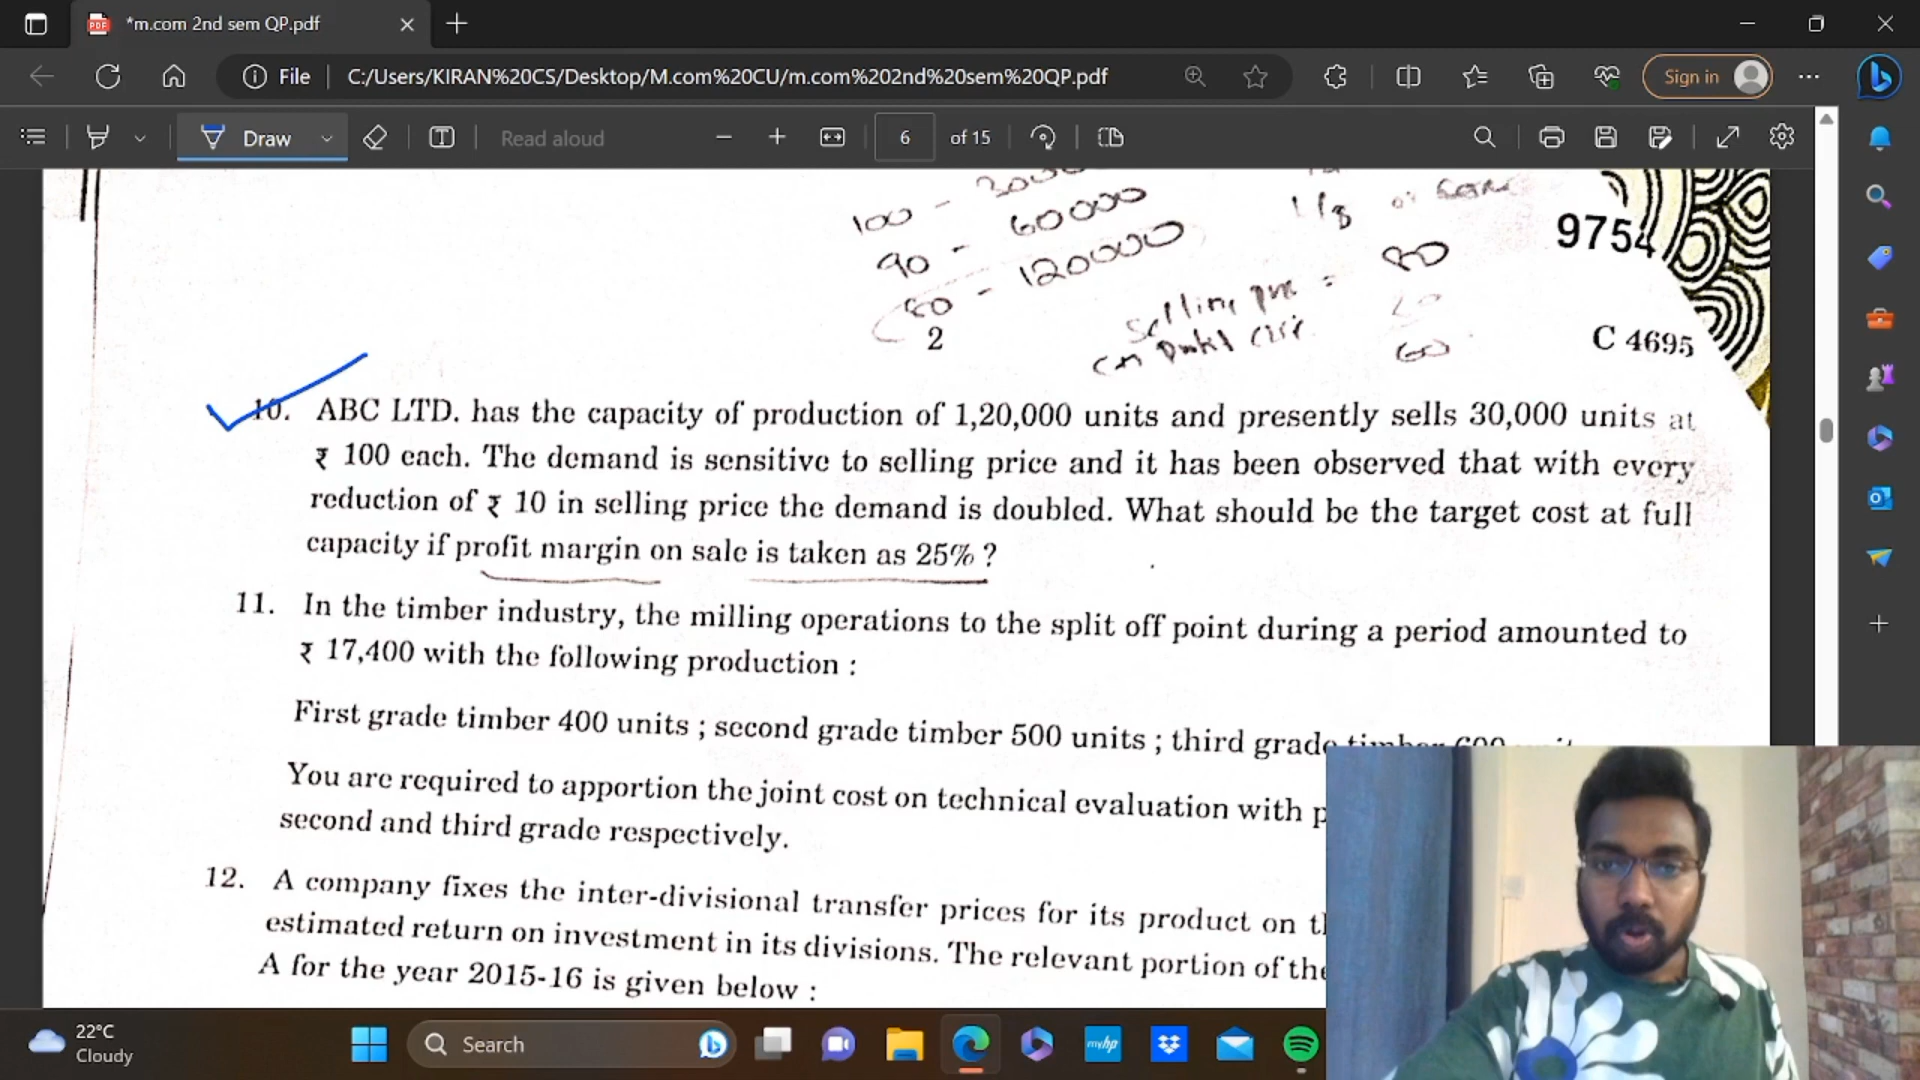 *m.com 2nd sem QP.pdf
File C:/Users/KIRAN%20CS/Desktop/M.com%20CU/m.com%202nd%20sem%20QP.pdf Sign in
Draw Read aloud 6 of 15
100 -
90 - 60000
80 - 120000
1/3
80
Selling
60
9754
2
C 4695
10. ABC LTD. has the capacity of production of 1,20,000 units and presently sells 30,000 units at
₹ 100 each. The demand is sensitive to selling price and it has been observed that with every
reduction of ₹ 10 in selling price the demand is doubled. What should be the target cost at full
capacity if profit margin on sale is taken as 25% ?
11. In the timber industry, the milling operations to the split off point during a period amounted to
₹ 17,400 with the following production :
First grade timber 400 units ; second grade timber 500 units ; third grade timber 600
You are required to apportion the joint cost on technical evaluation with p
second and third grade respectively.
12. A company fixes the inter-divisional transfer prices for its product on th
estimated return on investment in its divisions. The relevant portion of the
A for the year 2015-16 is given below :
22°C
Cloudy
Search
myhp